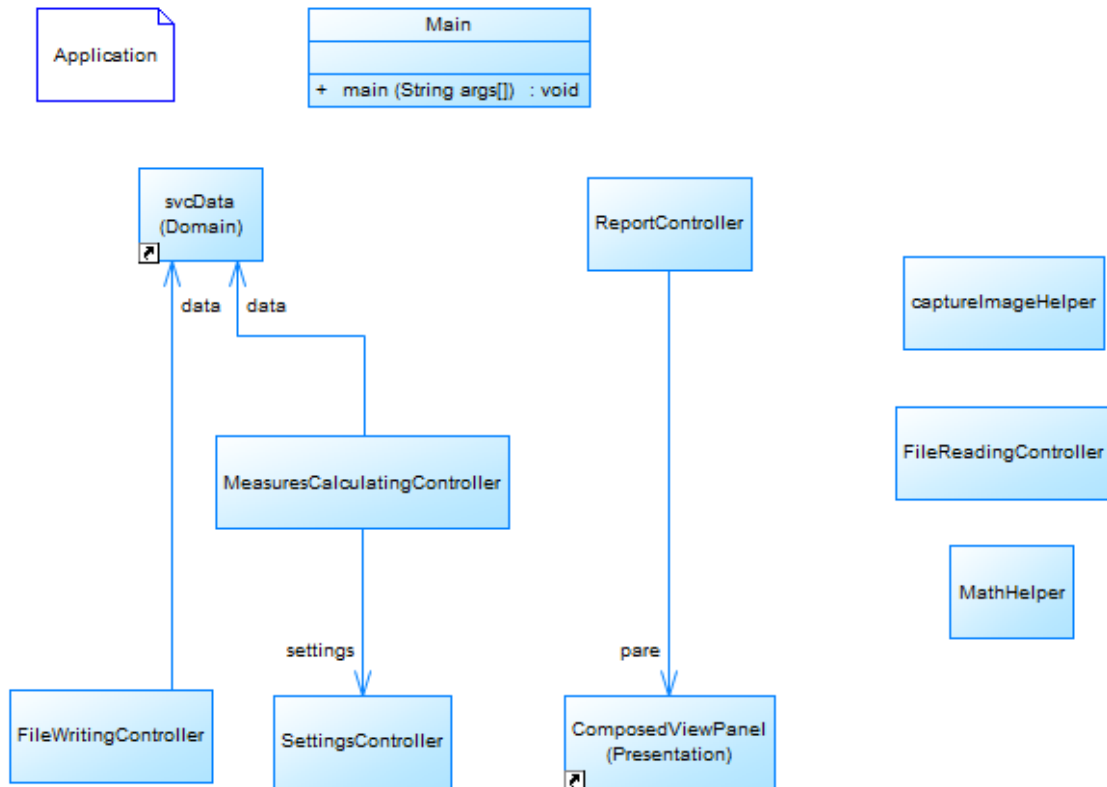 Application
Main
+ main (String args[]) : void
svcData
(Domain)
ReportController
captureImageHelper
data
data
FileReadingController
MeasuresCalculatingController
MathHelper
settings
pare
FileWritingController
SettingsController
ComposedViewPanel
(Presentation)